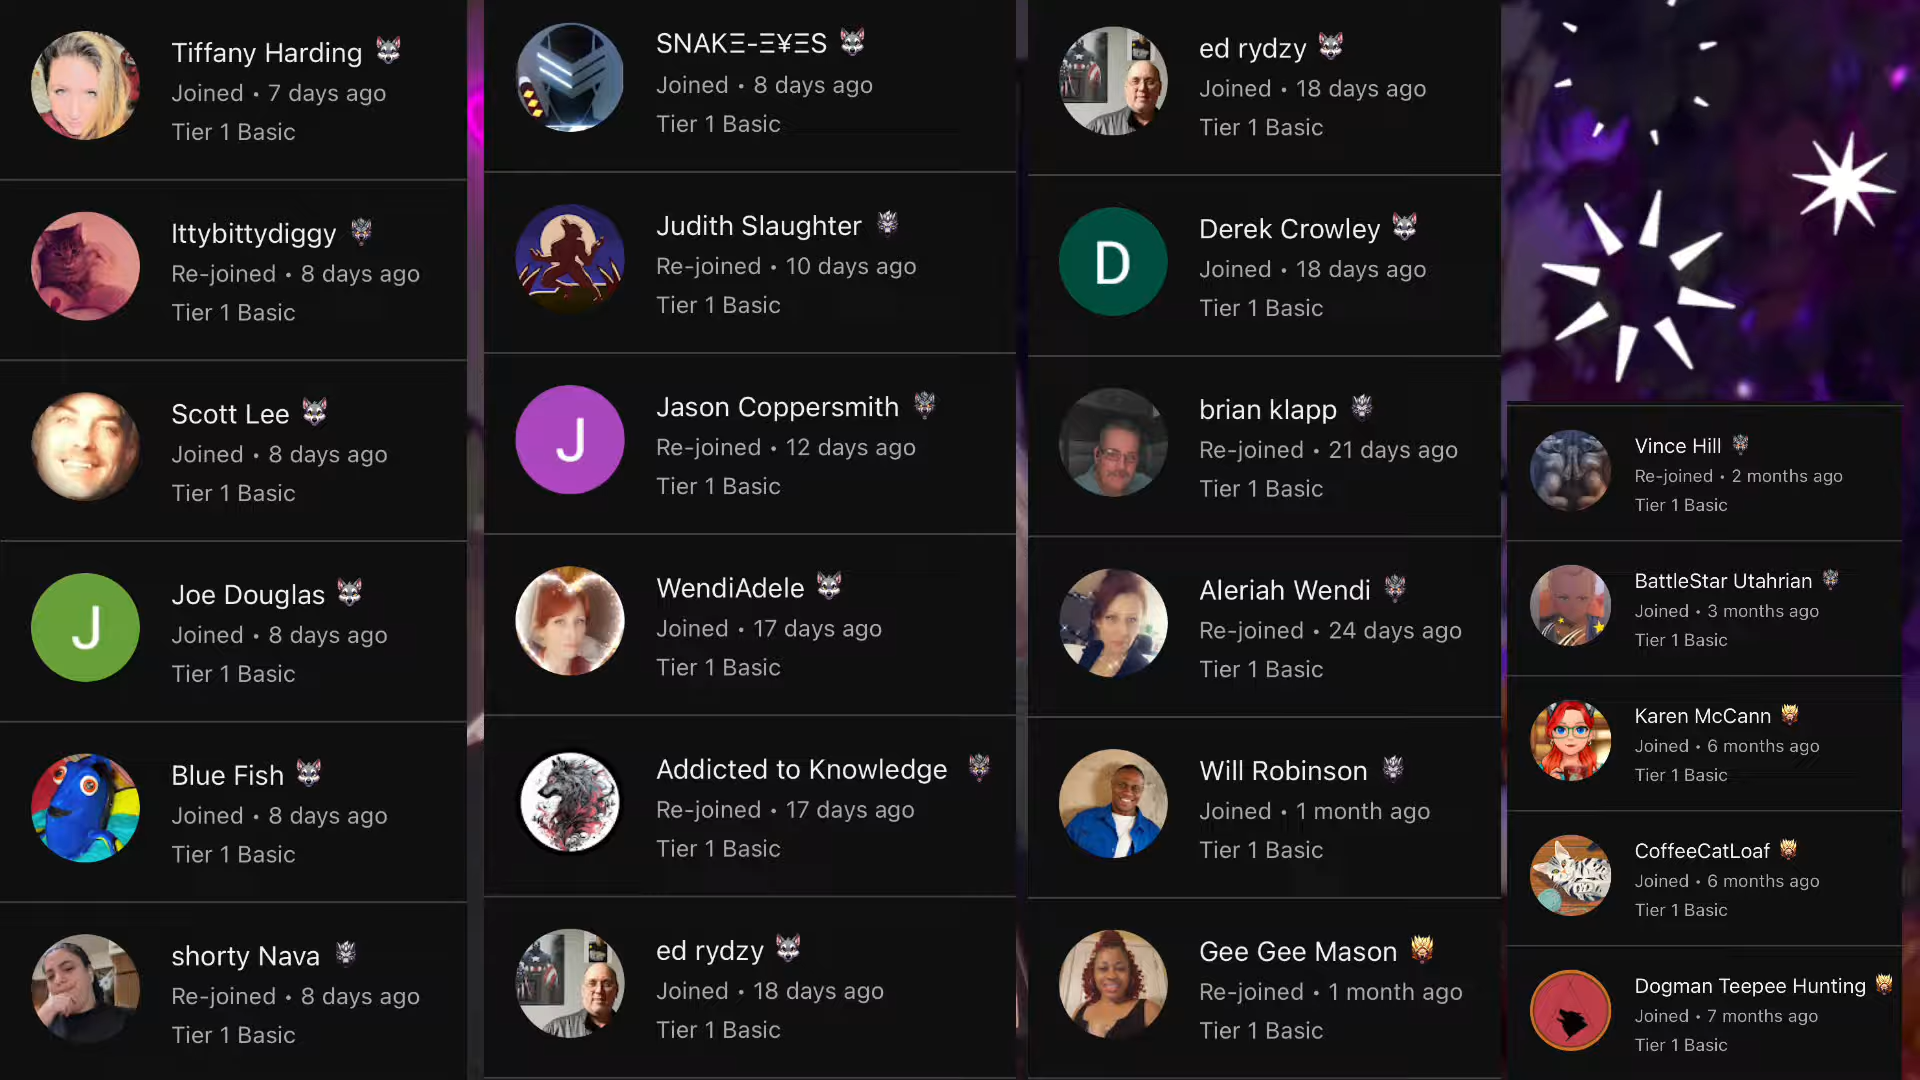 Tiffany Harding
Joined • 7 days ago
Tier 1 Basic
Ittybittydiggy
Re-joined • 8 days ago
Tier 1 Basic
Scott Lee
Joined • 8 days ago
Tier 1 Basic
J
Joe Douglas
Joined • 8 days ago
Tier 1 Basic
Blue Fish
Joined • 8 days ago
Tier 1 Basic
shorty Nava
Re-joined • 8 days ago
Tier 1 Basic
SNAKΞ-Ξ¥ΞS
Joined • 8 days ago
Tier 1 Basic
Judith Slaughter
Re-joined • 10 days ago
Tier 1 Basic
J
Jason Coppersmith
Re-joined • 12 days ago
Tier 1 Basic
WendiAdele
Joined • 17 days ago
Tier 1 Basic
Addicted to Knowledge
Re-joined • 17 days ago
Tier 1 Basic
ed rydzy
Joined • 18 days ago
Tier 1 Basic
ed rydzy
Joined • 18 days ago
Tier 1 Basic
D
Derek Crowley
Joined • 18 days ago
Tier 1 Basic
brian klapp
Re-joined • 21 days ago
Tier 1 Basic
Aleriah Wendi
Re-joined • 24 days ago
Tier 1 Basic
Will Robinson
Joined • 1 month ago
Tier 1 Basic
Gee Gee Mason
Re-joined • 1 month ago
Tier 1 Basic
Vince Hill
Re-joined • 2 months ago
Tier 1 Basic
BattleStar Utahrian
Joined • 3 months ago
Tier 1 Basic
Karen McCann
Joined • 6 months ago
Tier 1 Basic
CoffeeCatLoaf
Joined • 6 months ago
Tier 1 Basic
Dogman Teepee Hunting
Joined • 7 months ago
Tier 1 Basic